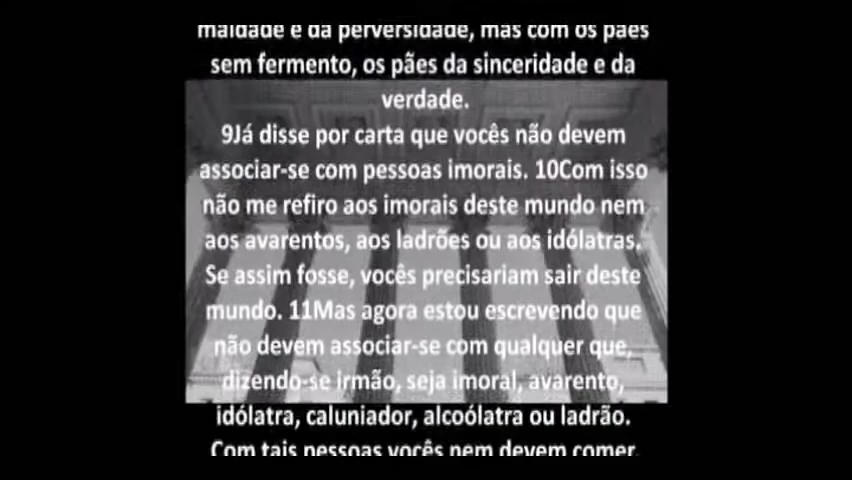 maldade e da perversidade, mas com os pães
sem fermento, os pães da sinceridade e da
verdade.
9Já disse por carta que vocês não devem
associar-se com pessoas imorais. 10Com isso
não me refiro aos imorais deste mundo nem
aos avarentos, aos ladrões ou aos idólatras.
Se assim fosse, vocês precisariam sair deste
mundo. 11Mas agora estou escrevendo que
não devem associar-se com qualquer que,
dizendo-se irmão, seja imoral, avarento,
idólatra, caluniador, alcoólatra ou ladrão.
Com tais pessoas vocês nem devem comer.